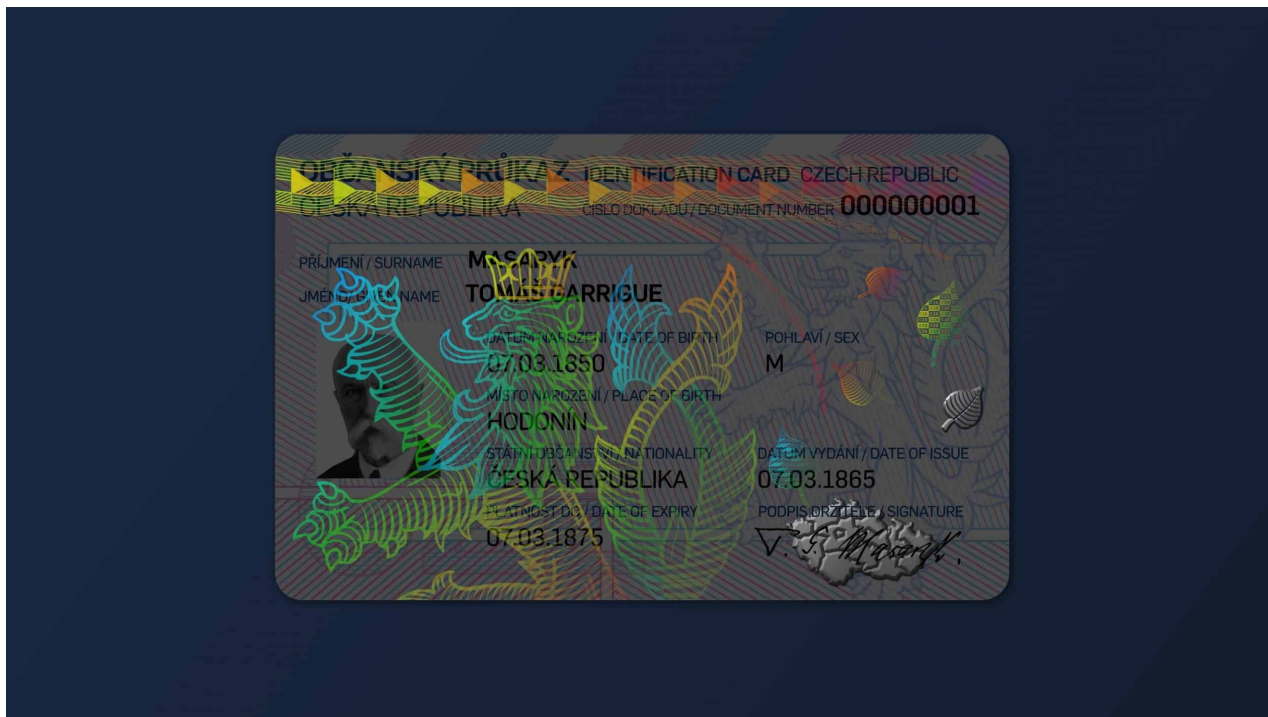 OBČANSKÝ PRŮKAZ IDENTIFICATION CARD CZECH REPUBLIC
ČESKÁ REPUBLIKA ČÍSLO DOKLADU / DOCUMENT NUMBER 000000001
PŘÍJMENÍ / SURNAME MASARYK
JMÉNO / GIVEN NAME TOMÁŠ GARRIGUE
DATUM NAROZENÍ / DATE OF BIRTH POHLAVÍ / SEX
07.03.1850 M
MÍSTO NAROZENÍ / PLACE OF BIRTH
HODONÍN
STÁTNÍ OBČANSTVÍ / NATIONALITY DATUM VYDÁNÍ / DATE OF ISSUE
ČESKÁ REPUBLIKA 07.03.1865
PLATNOST DO / DATE OF EXPIRY PODPIS DRŽITELE / SIGNATURE
07.03.1875 T. G. Masaryk